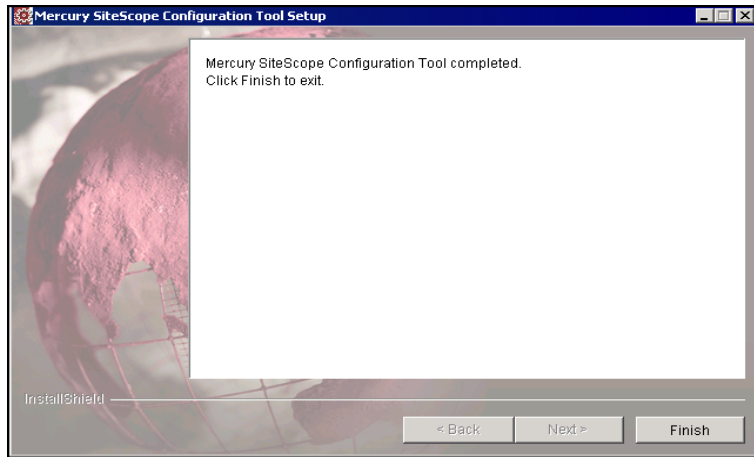 Mercury SiteScope Configuration Tool Setup
Mercury SiteScope Configuration Tool completed.
Click Finish to exit.
InstallShield
< Back
Next >
Finish